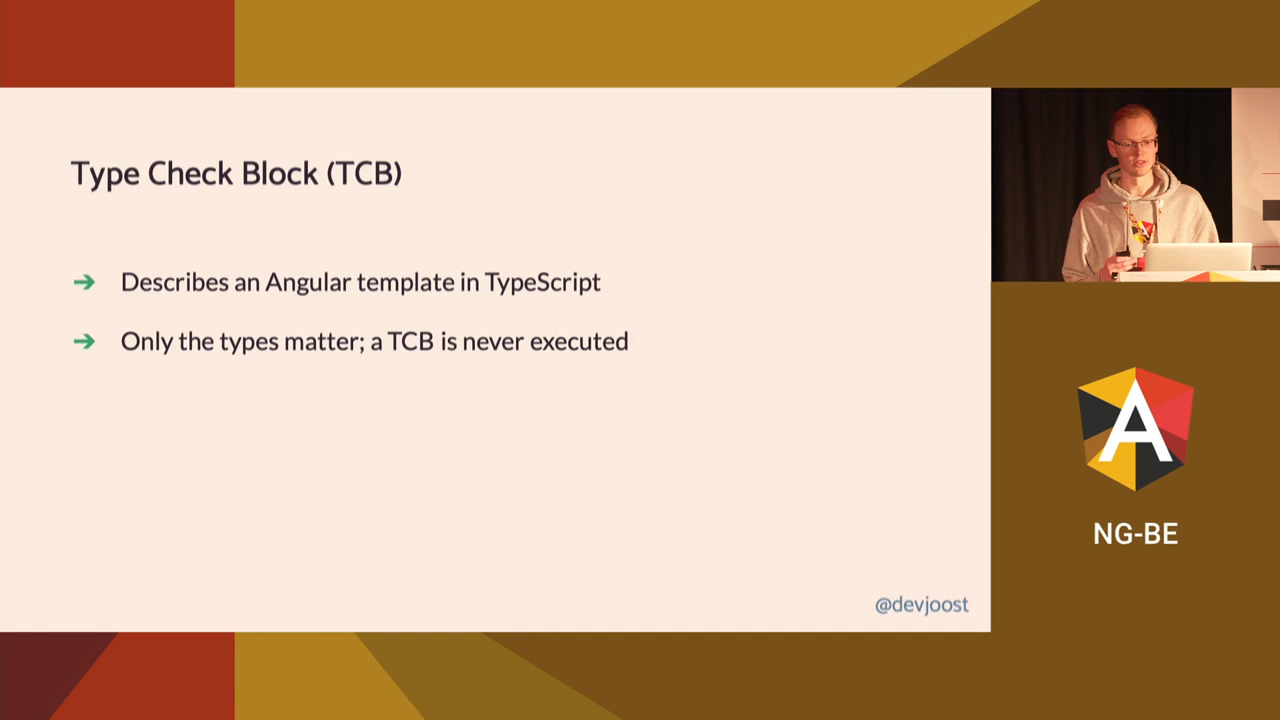 Type Check Block (TCB)
➔ Describes an Angular template in TypeScript
➔ Only the types matter; a TCB is never executed
@devjoost
A
NG-BE